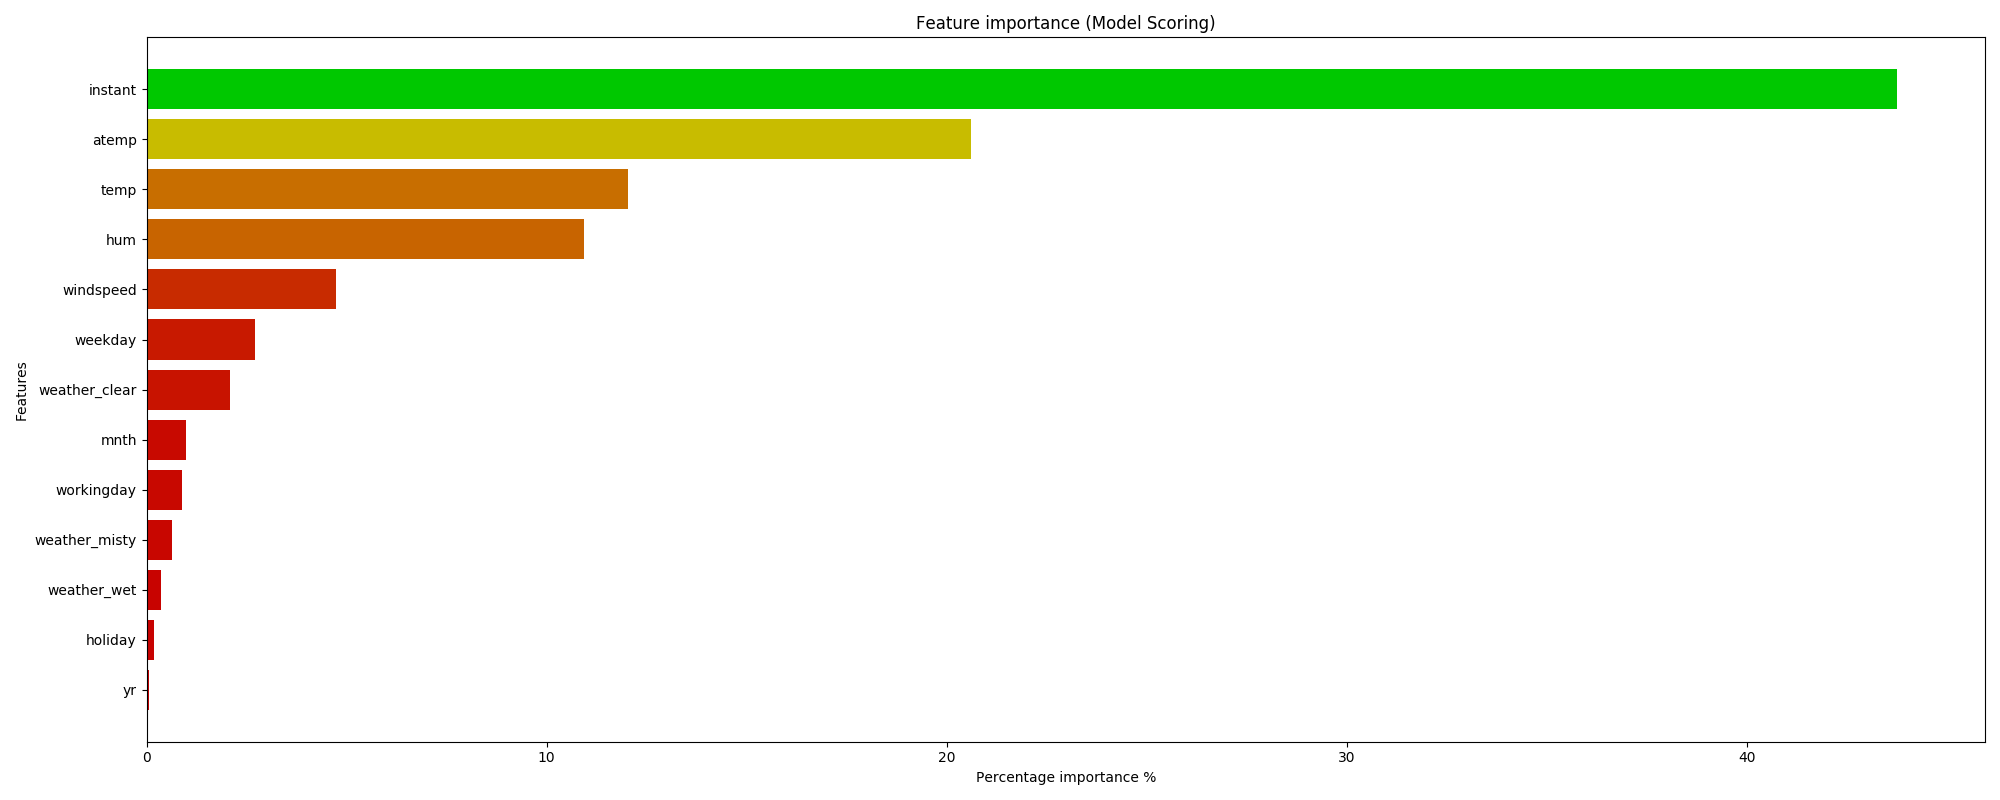 Feature importance (Model Scoring)
instant
atemp
temp
hum
windspeed
weekday
weather_clear
mnth
workingday
weather_misty
weather_wet
holiday
yr
Features
0 10 20 30 40
Percentage importance %